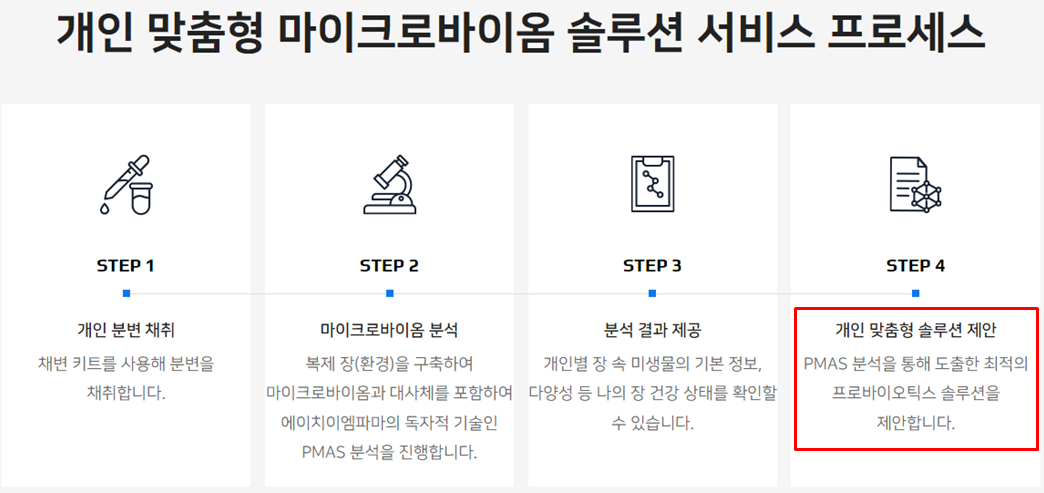 개인 맞춤형 마이크로바이옴 솔루션 서비스 프로세스
STEP 1
개인 분변 채취
채변 키트를 사용해 분변을
채취합니다.
STEP 2
마이크로바이옴 분석
복제 장(환경)을 구축하여
마이크로바이옴과 대사체를 포함하여
에이치이엠파마의 독자적 기술인
PMAS 분석을 진행합니다.
STEP 3
분석 결과 제공
개인별 장 속 미생물의 기본 정보,
다양성 등 나의 장 건강 상태를 확인할
수 있습니다.
STEP 4
개인 맞춤형 솔루션 제안
PMAS 분석을 통해 도출한 최적의
프로바이오틱스 솔루션을
제안합니다.